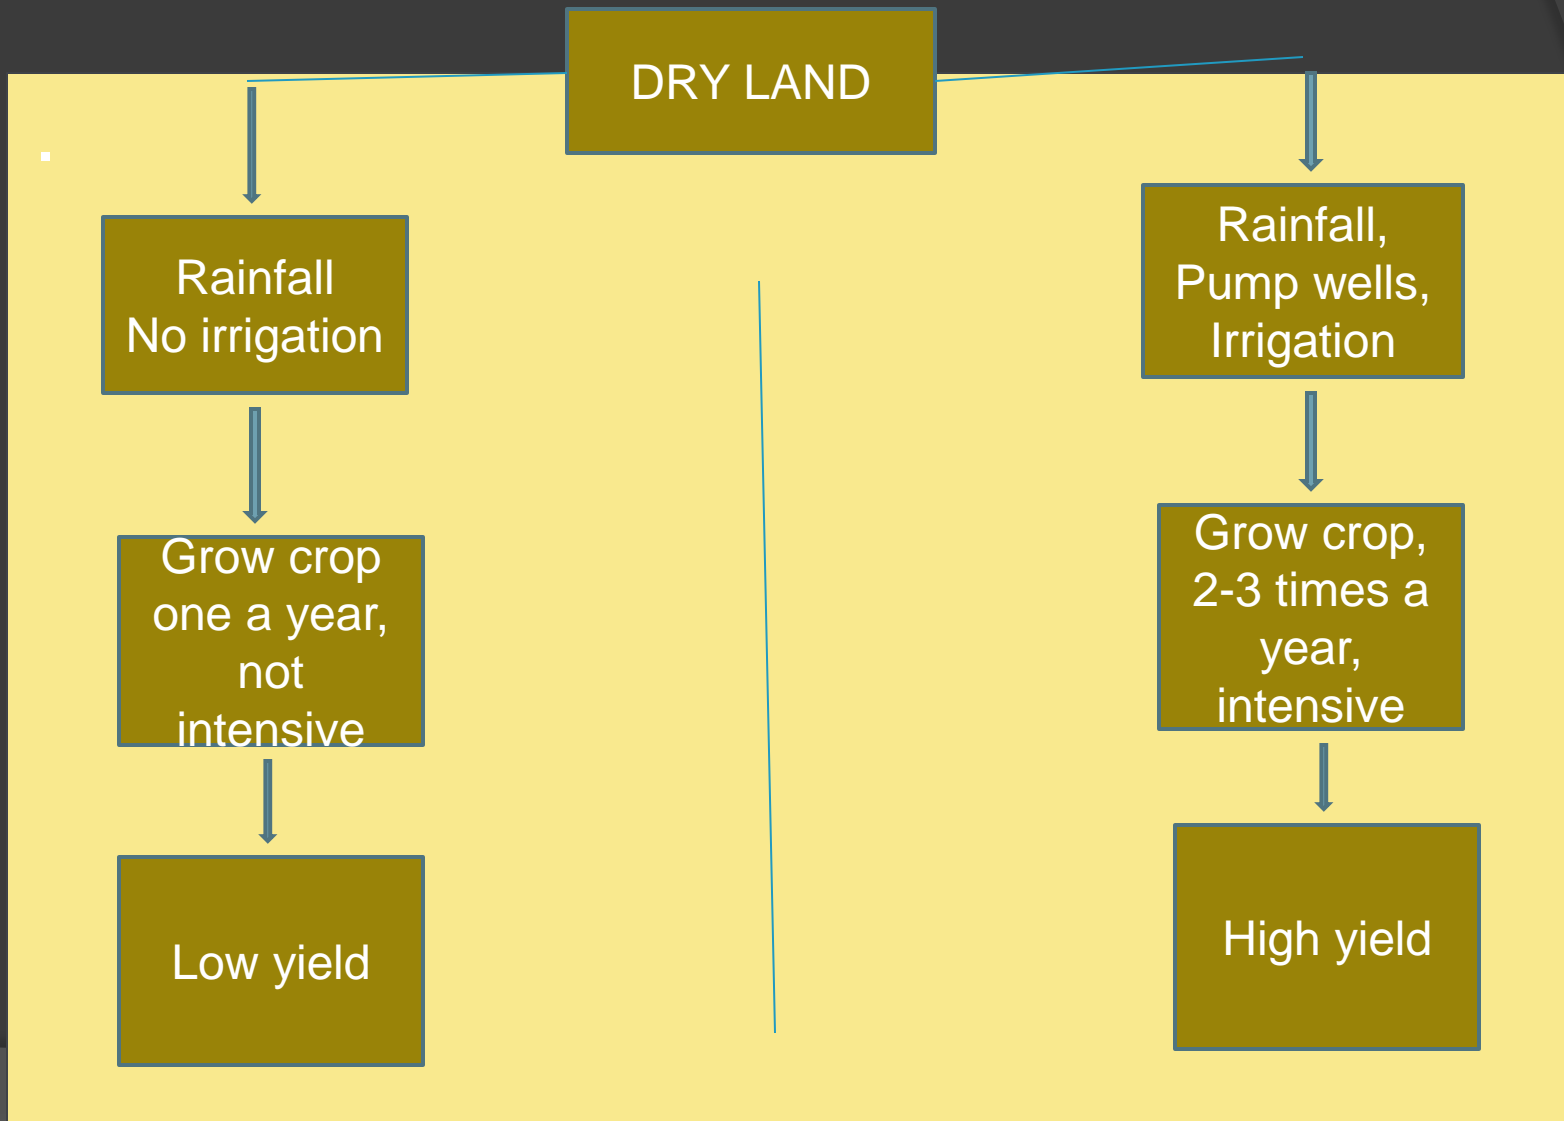 DRY LAND
Rainfall
No irrigation
Grow crop
one a year,
not
intensive
Low yield
Rainfall,
Pump wells,
Irrigation
Grow crop,
2-3 times a
year,
intensive
High yield